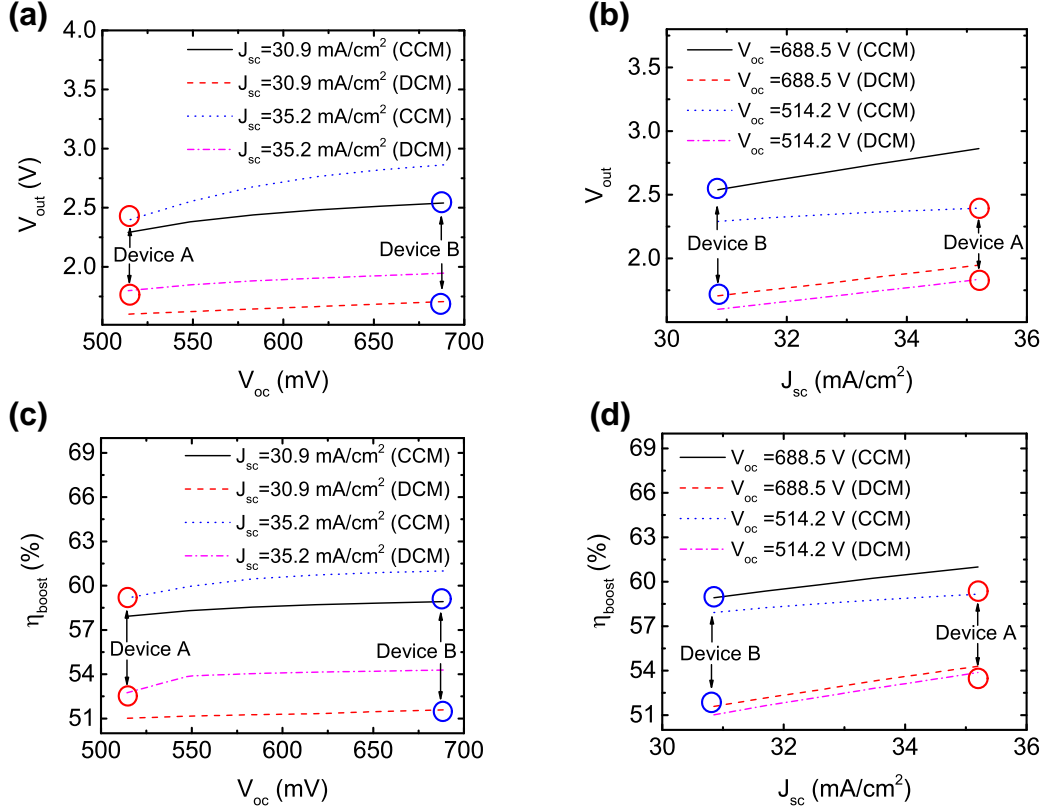 (a)
4.0
3.5
3.0
2.5
2.0
500 550 600 650 700
V_out (V)
V_oc (mV)
J_sc=30.9 mA/cm² (CCM)
J_sc=30.9 mA/cm² (DCM)
J_sc=35.2 mA/cm² (CCM)
J_sc=35.2 mA/cm² (DCM)
Device A
Device B
(b)
3.5
3.0
2.5
2.0
30 32 34 36
V_out
J_sc (mA/cm²)
V_oc =688.5 V (CCM)
V_oc =688.5 V (DCM)
V_oc =514.2 V (CCM)
V_oc =514.2 V (DCM)
Device B
Device A
(c)
69
66
63
60
57
54
51
500 550 600 650 700
η_boost (%)
V_oc (mV)
J_sc=30.9 mA/cm² (CCM)
J_sc=30.9 mA/cm² (DCM)
J_sc=35.2 mA/cm² (CCM)
J_sc=35.2 mA/cm² (DCM)
Device A
Device B
(d)
69
66
63
60
57
54
51
30 32 34 36
η_boost (%)
J_sc (mA/cm²)
V_oc =688.5 V (CCM)
V_oc =688.5 V (DCM)
V_oc =514.2 V (CCM)
V_oc =514.2 V (DCM)
Device B
Device A